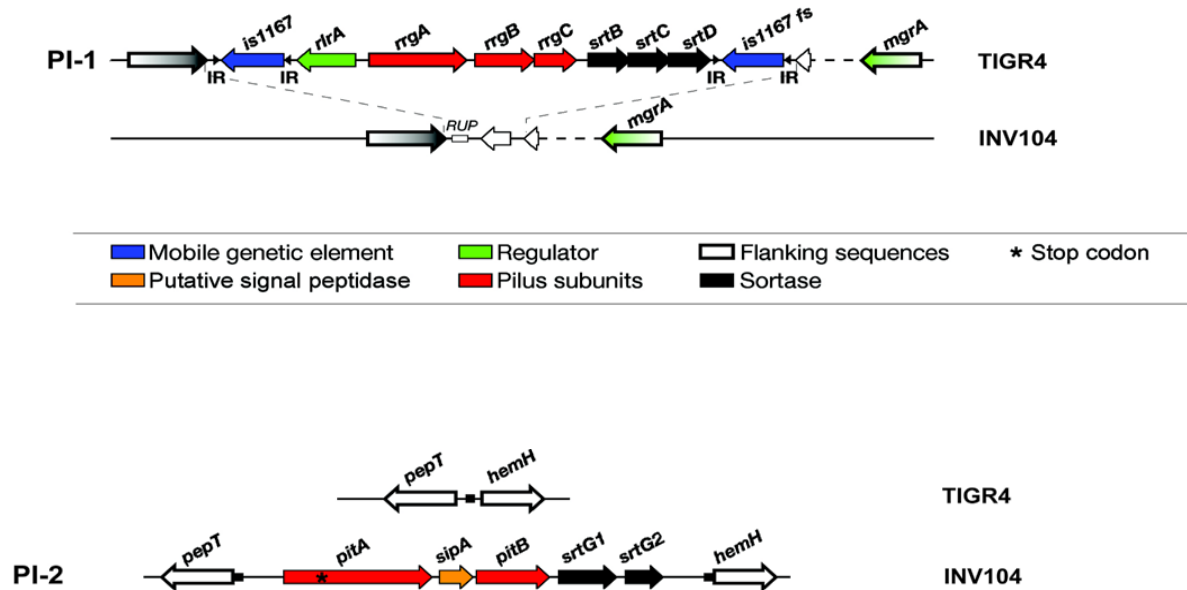 is1167 rlrA rrgA rrgB rrgC srtB srtC srtD is1167 fs mgrA
PI-1 TIGR4
IR IR IR IR
RUP mgrA
INV104
Mobile genetic element Regulator Flanking sequences * Stop codon
Putative signal peptidase Pilus subunits Sortase
pepT hemH
TIGR4
pepT pitA sipA pitB srtG1 srtG2 hemH
PI-2 * INV104